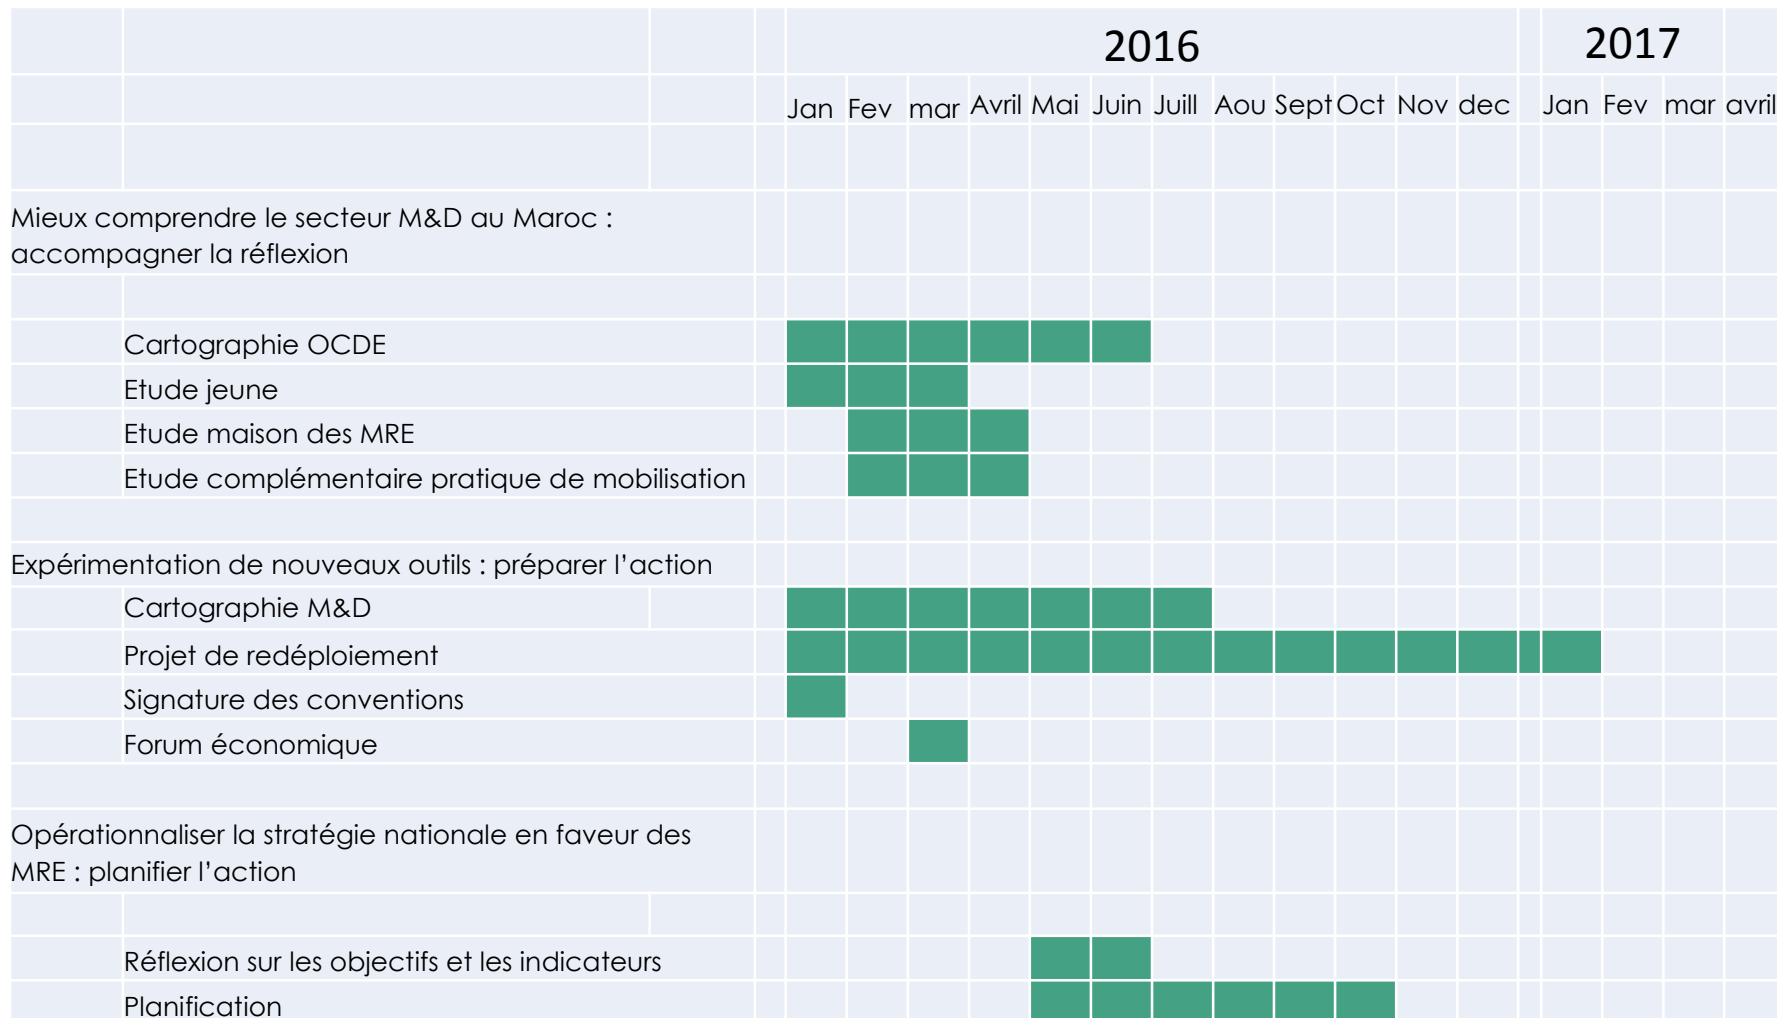 2016 2017
Jan Fev mar Avril Mai Juin Juill Aou Sept Oct Nov dec Jan Fev mar avril
Mieux comprendre le secteur M&D au Maroc :
accompagner la réflexion
Cartographie OCDE
Etude jeune
Etude maison des MRE
Etude complémentaire pratique de mobilisation
Expérimentation de nouveaux outils : préparer l’action
Cartographie M&D
Projet de redéploiement
Signature des conventions
Forum économique
Opérationnaliser la stratégie nationale en faveur des
MRE : planifier l’action
Réflexion sur les objectifs et les indicateurs
Planification